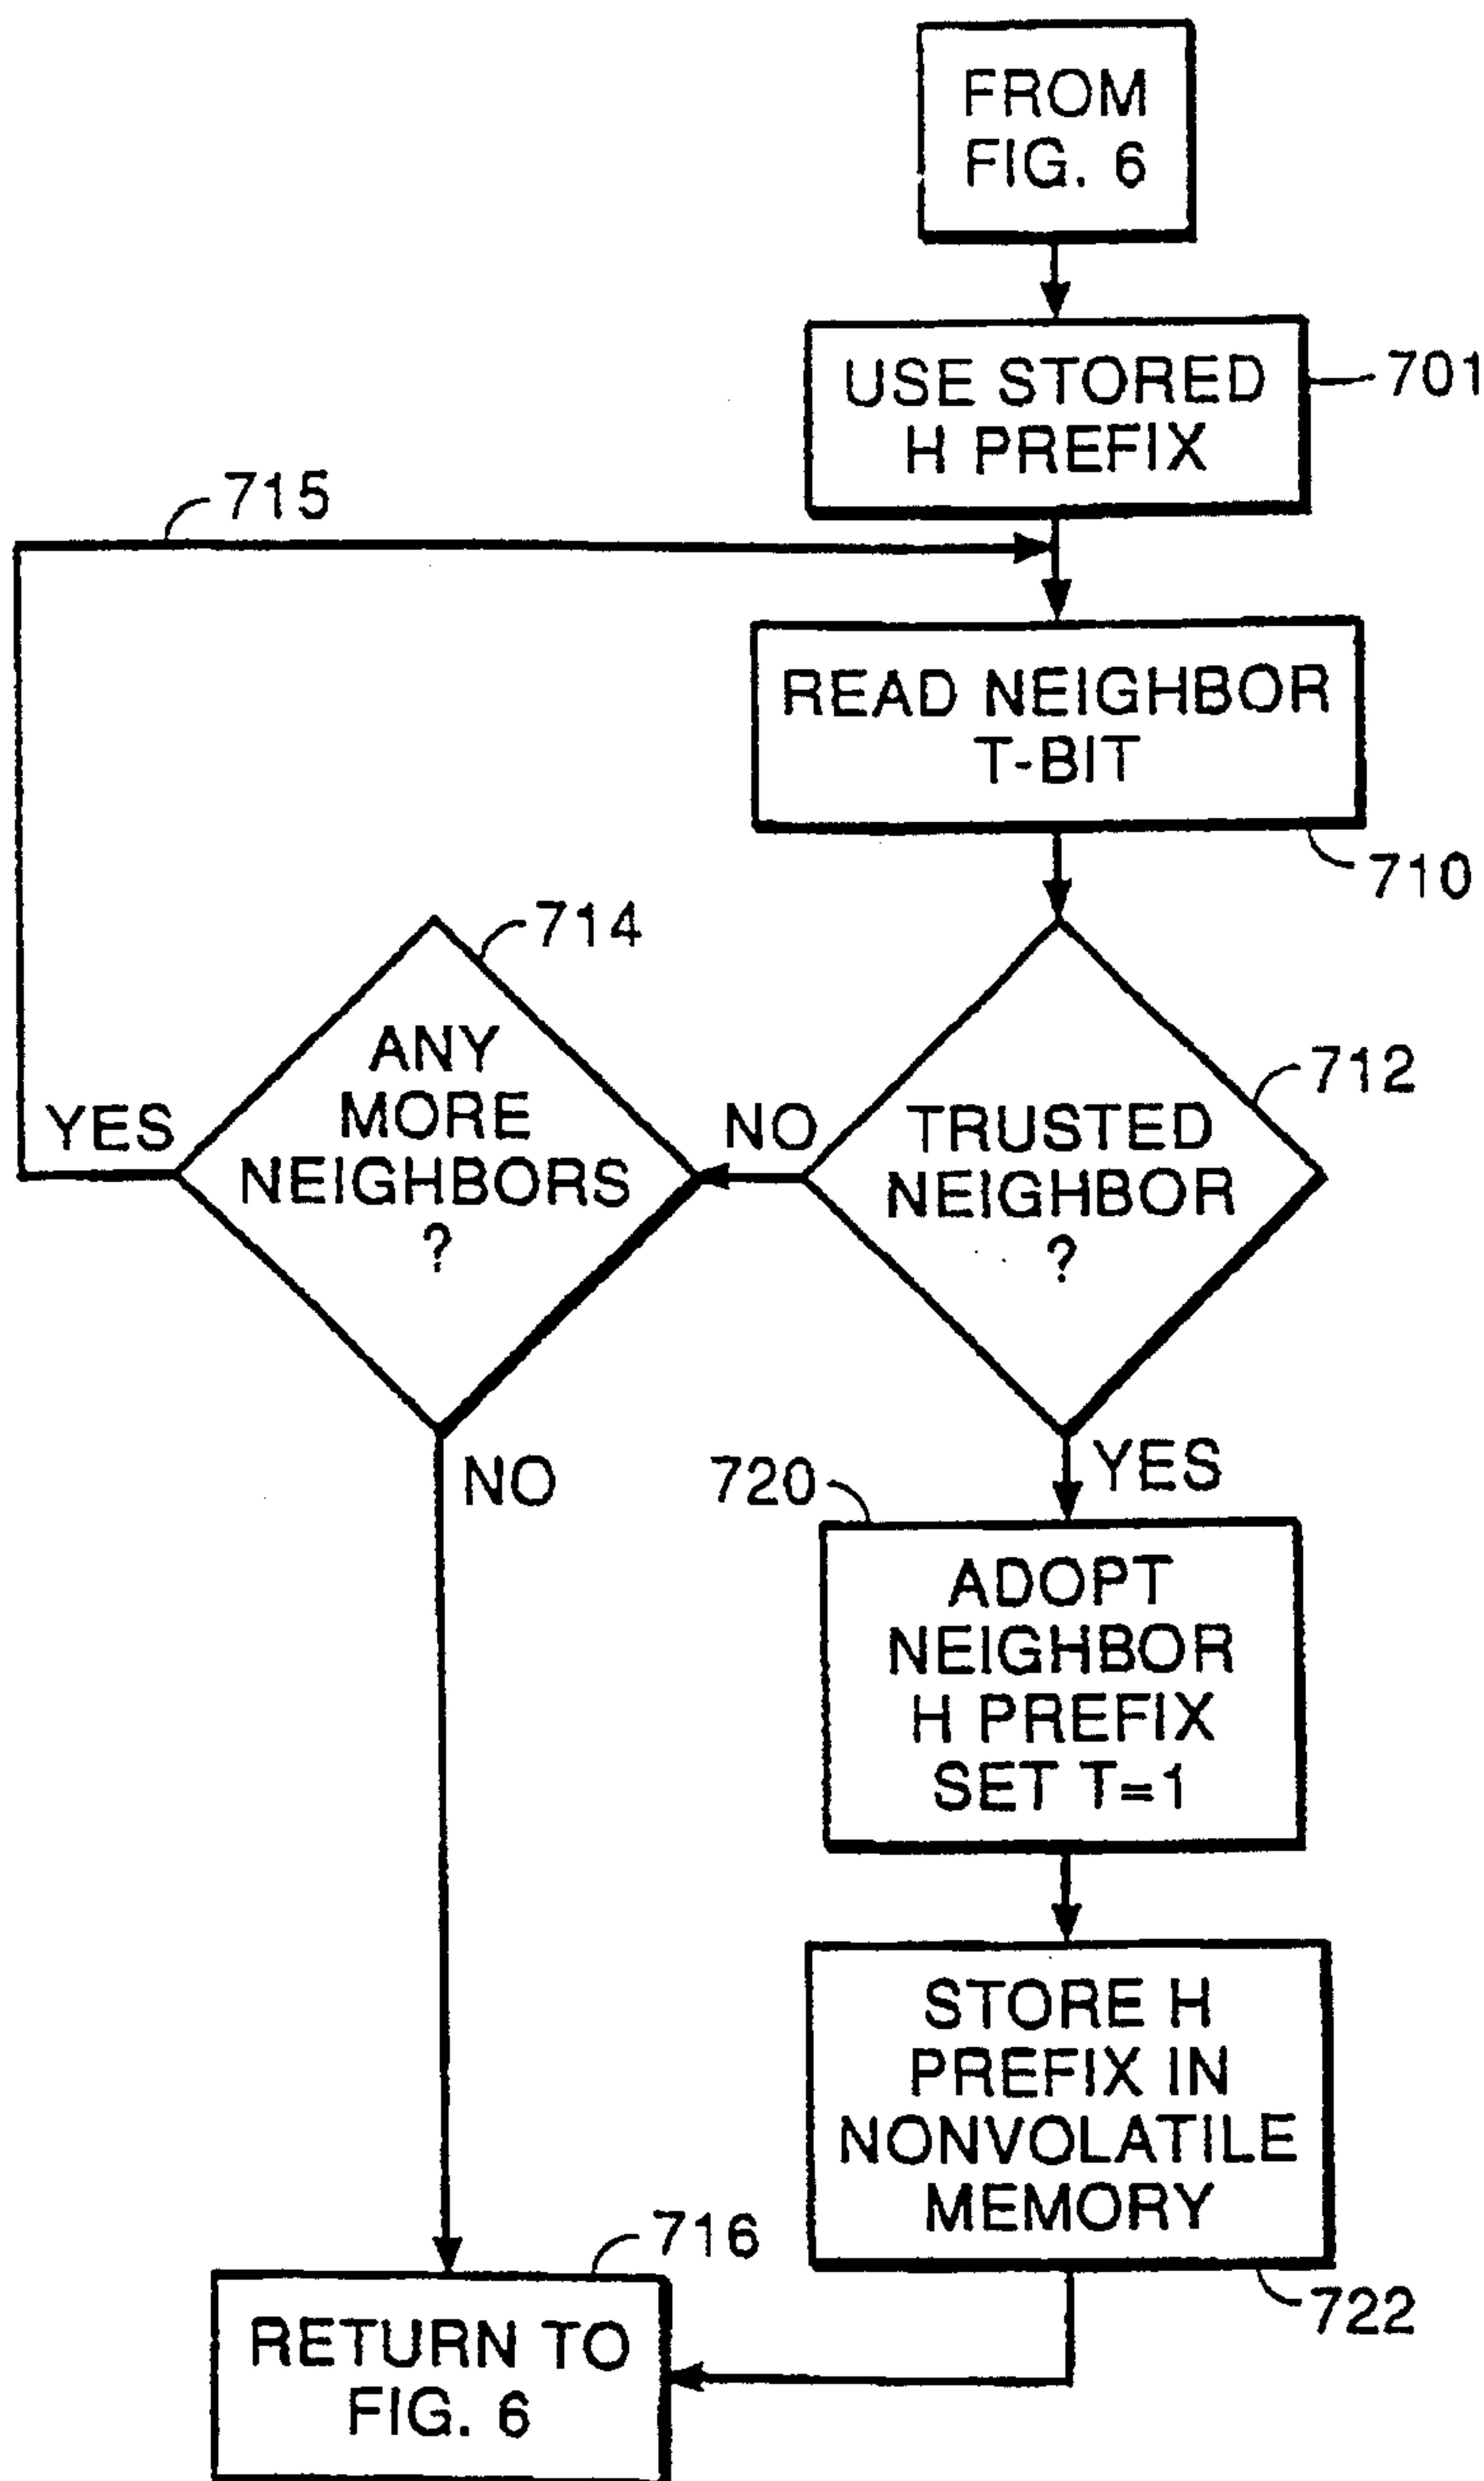 FROM
FIG. 6
USE STORED
H PREFIX
701
715
READ NEIGHBOR
T-BIT
710
714
ANY
MORE
NEIGHBORS
?
YES
NO
712
TRUSTED
NEIGHBOR
?
NO
YES
720
ADOPT
NEIGHBOR
H PREFIX
SET T=1
STORE H
PREFIX IN
NONVOLATILE
MEMORY
722
716
RETURN TO
FIG. 6